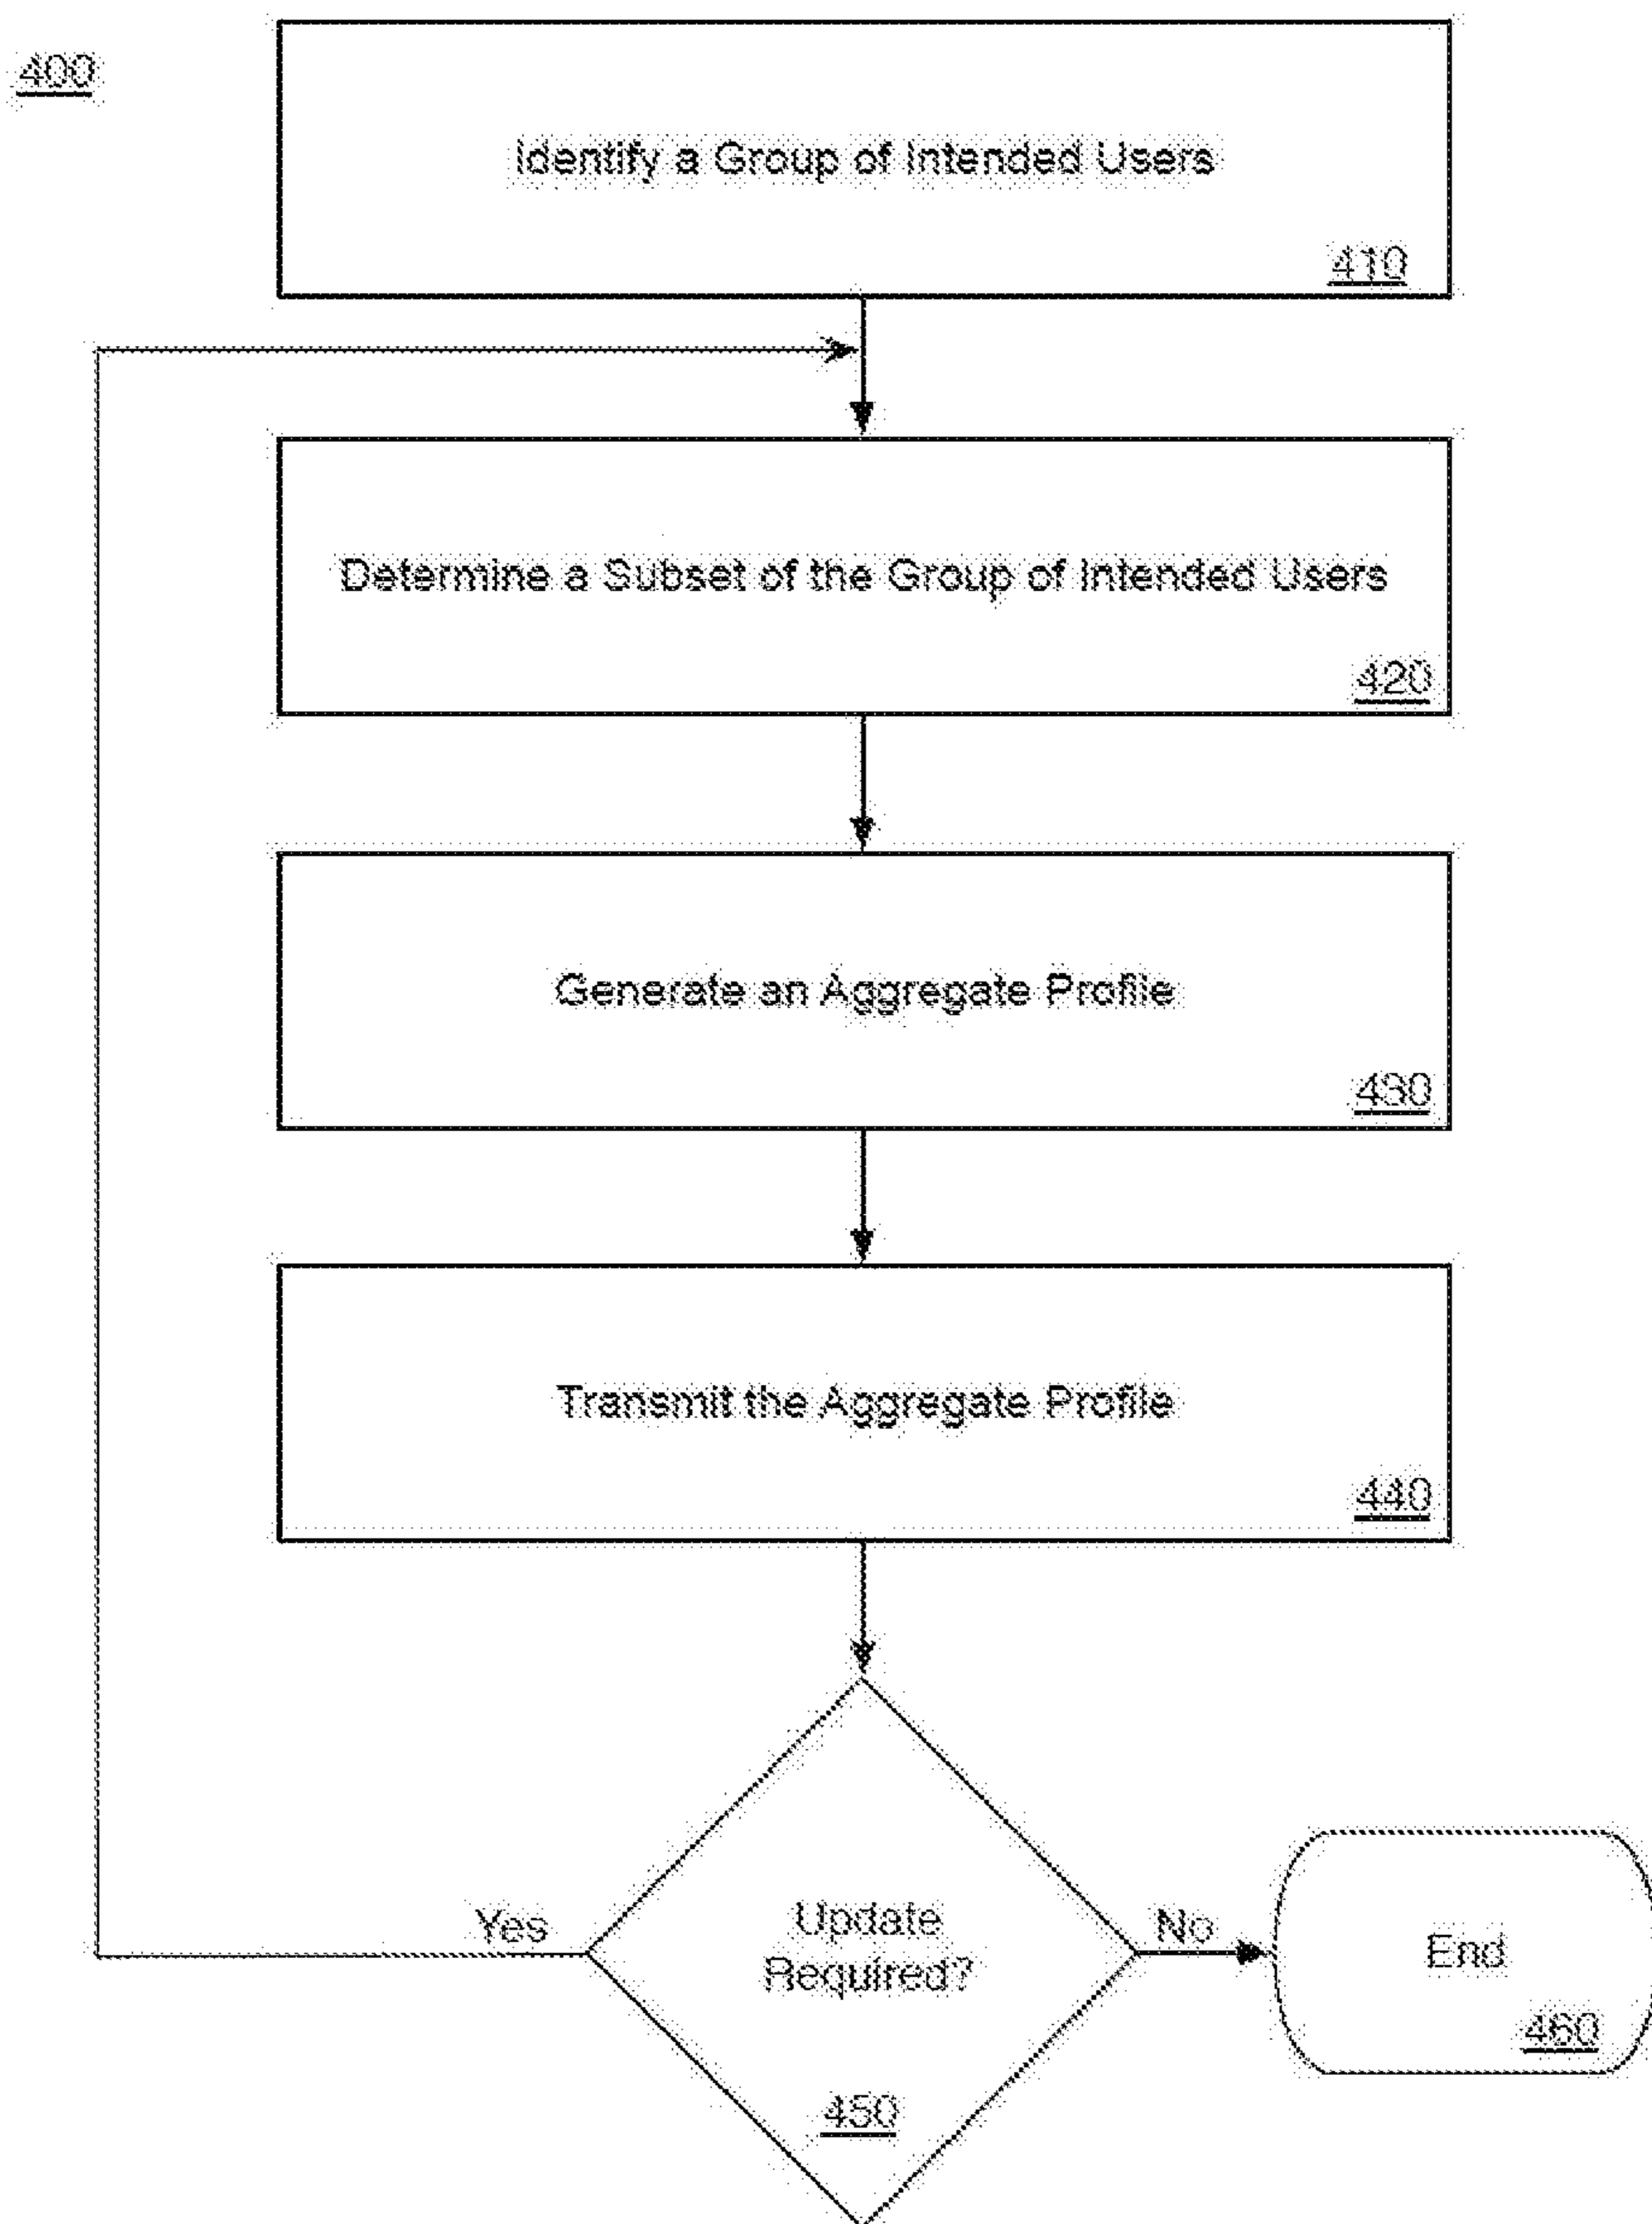 400
Identify a Group of Intended Users
410
Determine a Subset of the Group of Intended Users
420
Generate an Aggregate Profile
430
Transmit the Aggregate Profile
440
Yes
Update
Required?
450
No
End
460